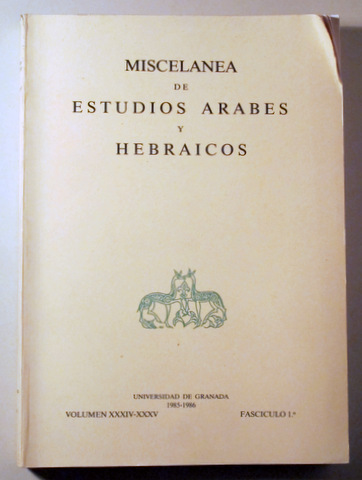 MISCELANEA
DE
ESTUDIOS ARABES
Y
HEBRAICOS
UNIVERSIDAD DE GRANADA
1985-1986
VOLUMEN XXXIV-XXXV FASCICULO 1.º